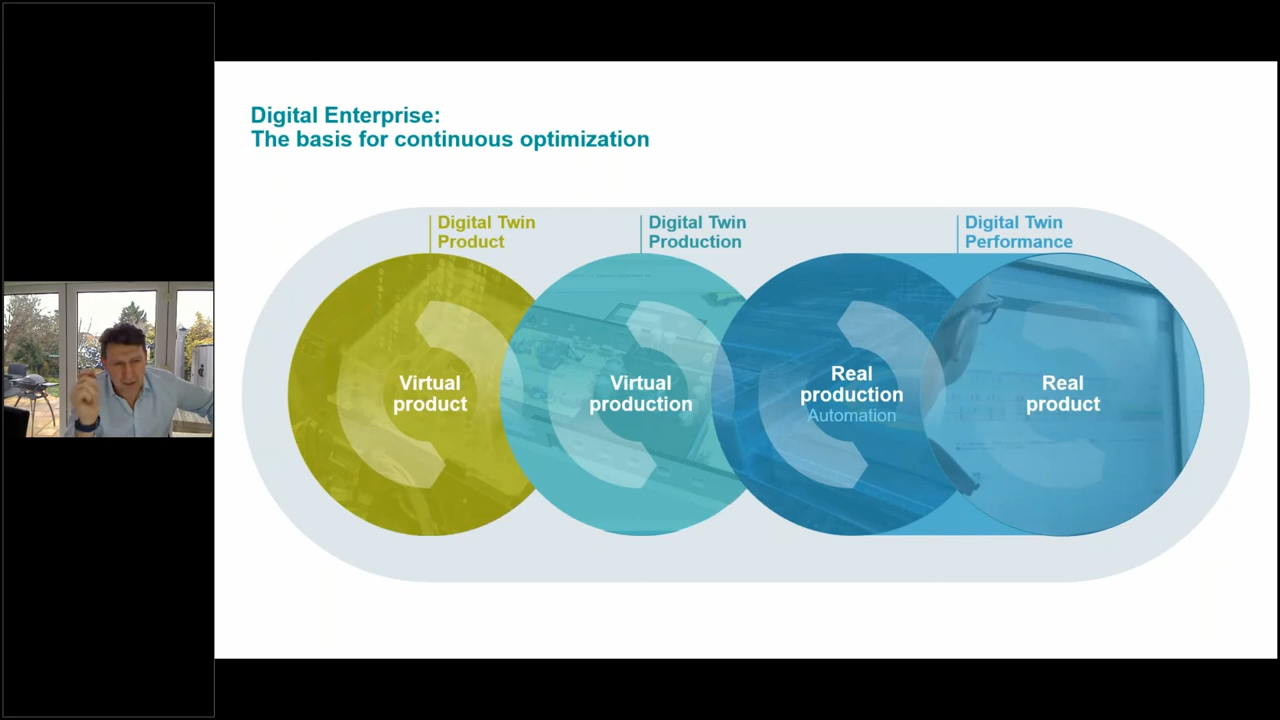 Digital Enterprise:
The basis for continuous optimization
Digital Twin
Product
Digital Twin
Production
Digital Twin
Performance
Virtual
product
Virtual
production
Real
production
Automation
Real
product